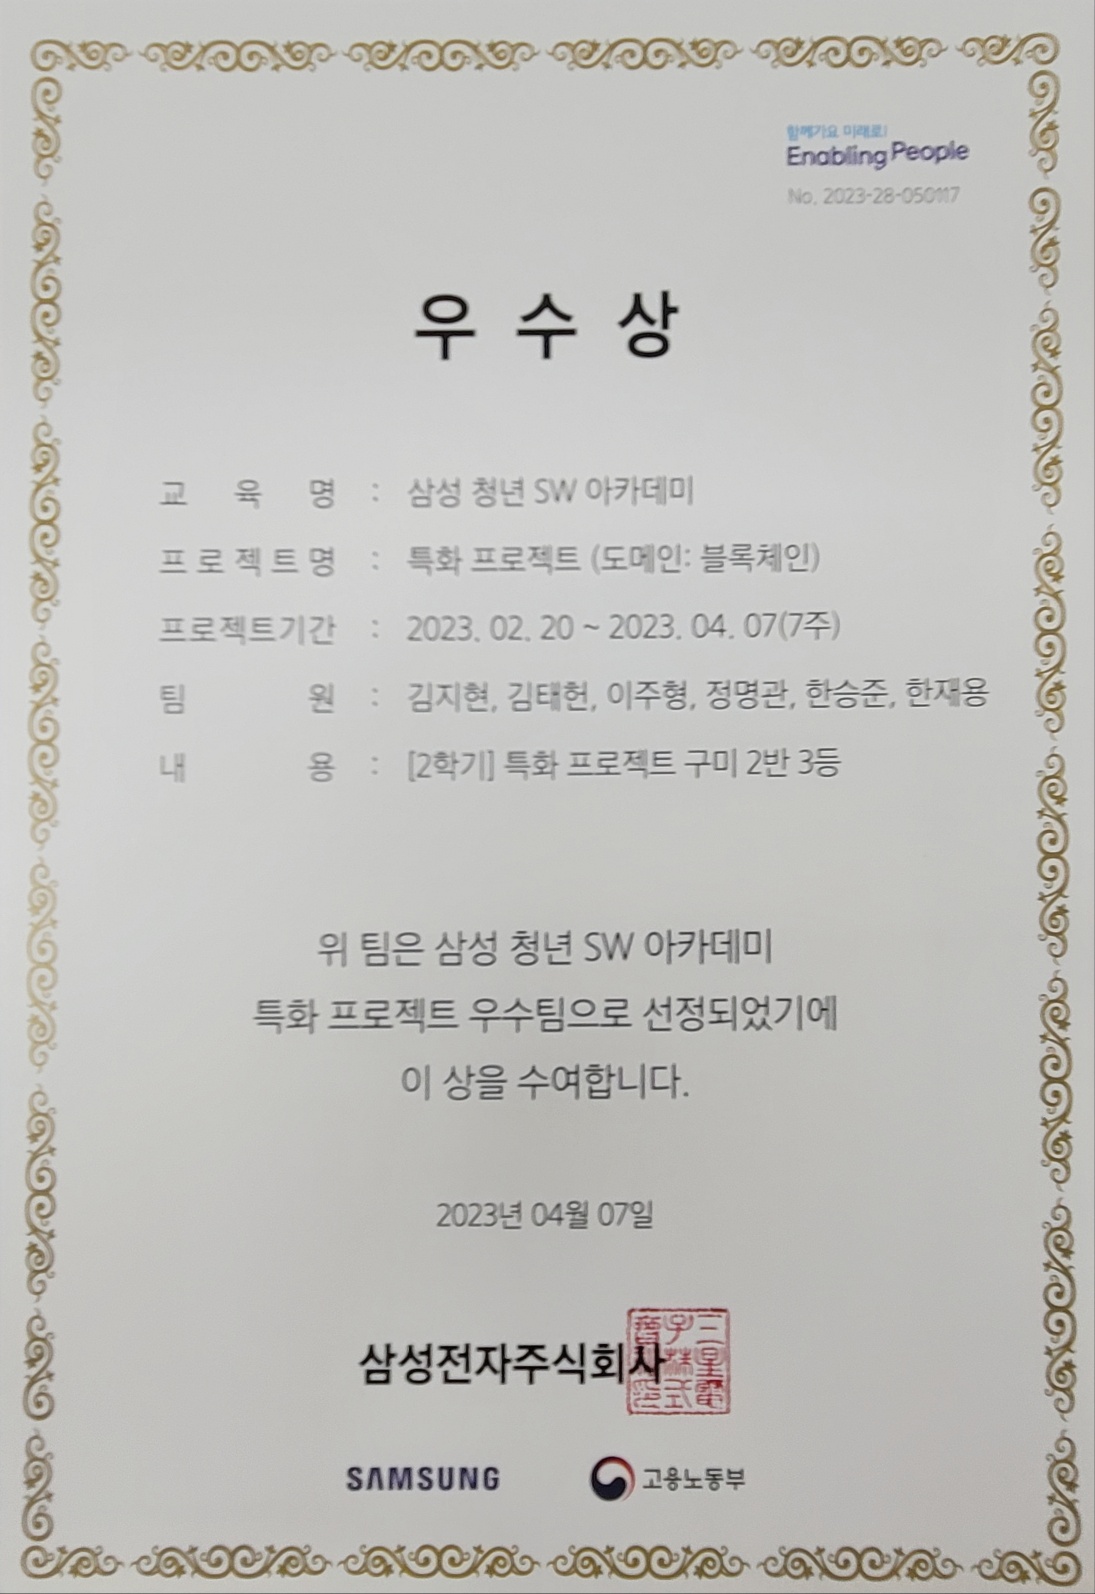 함께가요 미래로!
Enabling People
No. 2023-28-050117
우 수 상
교 육 명 : 삼성 청년 SW 아카데미
프로젝트명 : 특화 프로젝트 (도메인: 블록체인)
프로젝트기간 : 2023. 02. 20 ~ 2023. 04. 07(7주)
팀 원 : 김지현, 김태헌, 이주형, 정명관, 한승준, 한재용
내 용 : [2학기] 특화 프로젝트 구미 2반 3등
위 팀은 삼성 청년 SW 아카데미
특화 프로젝트 우수팀으로 선정되었기에
이 상을 수여합니다.
2023년 04월 07일
삼성전자주식회사
SAMSUNG 고용노동부